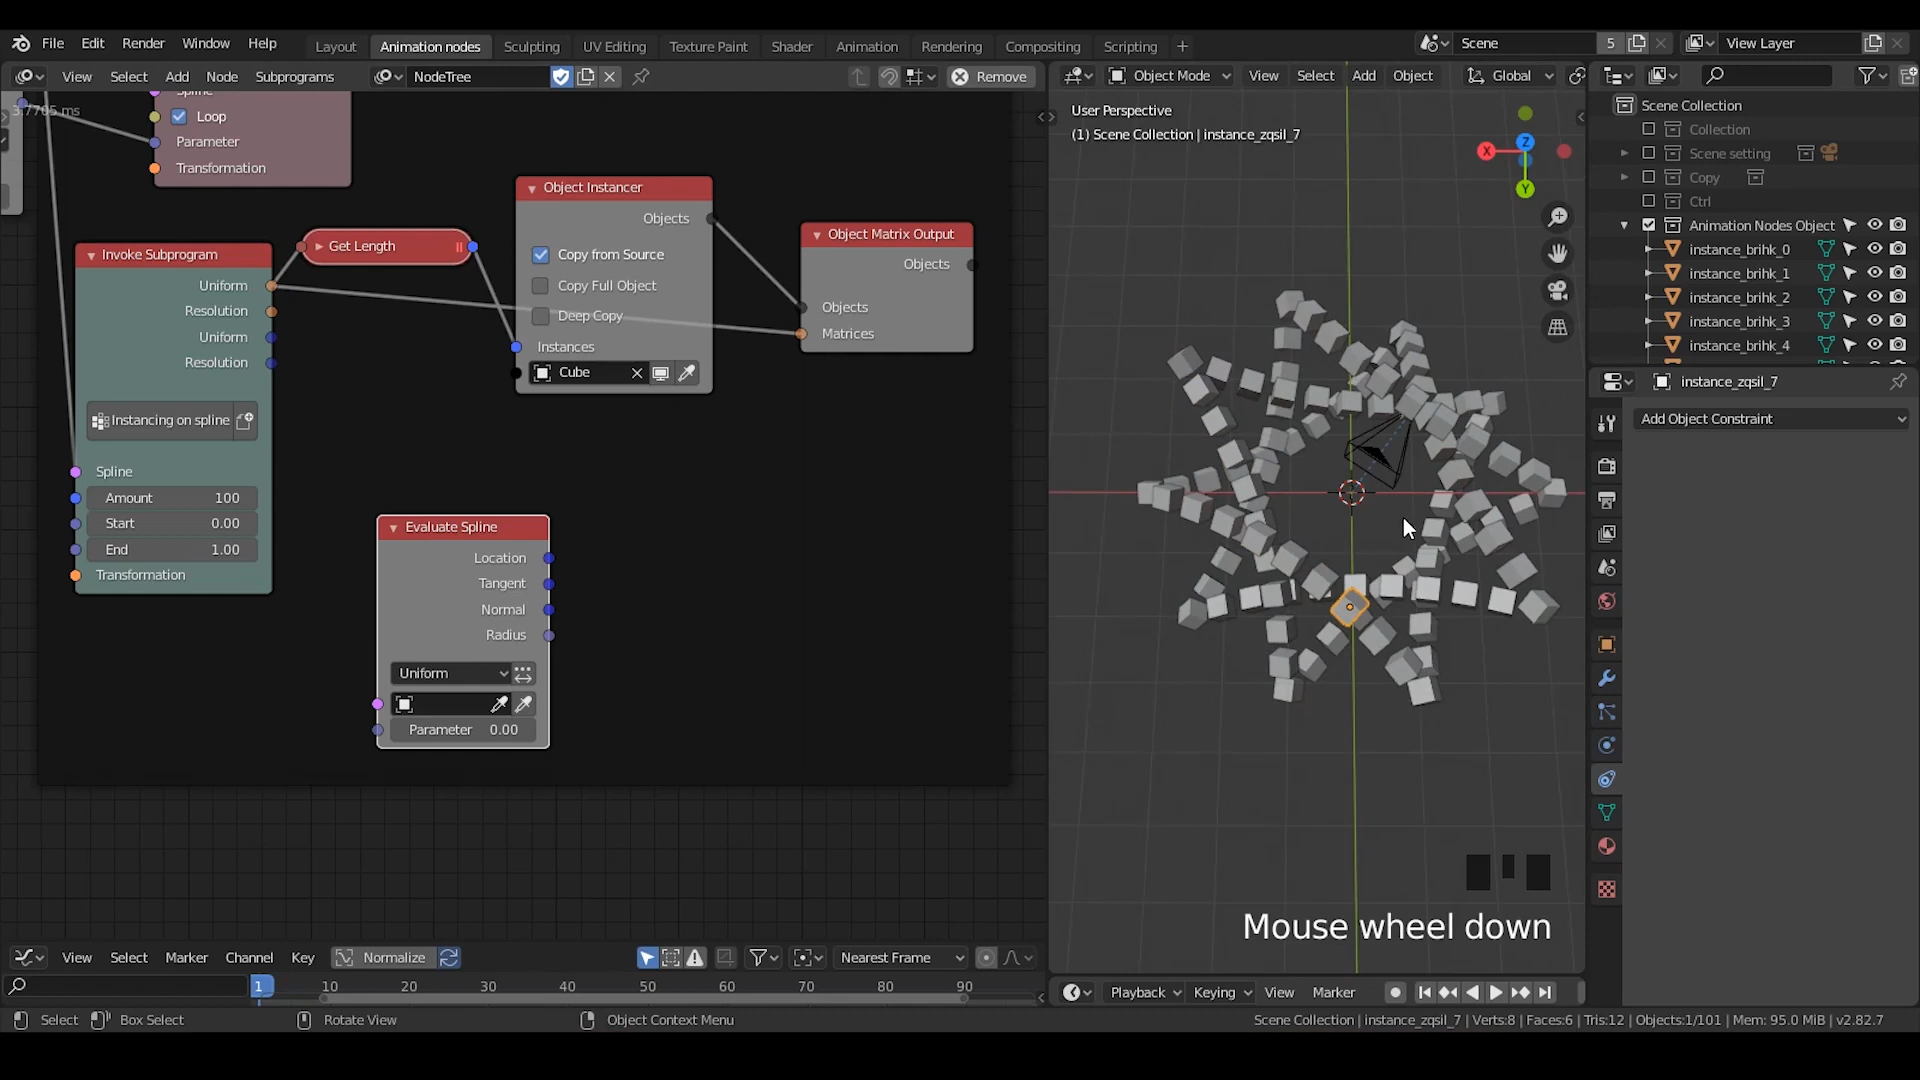 File Edit Render Window Help Layout Animation nodes Sculpting UV Editing Texture Paint Shader Animation Rendering Compositing Scripting + Scene 5 View Layer
View Select Add Node Subprograms NodeTree Remove
3.7705 ms
Loop
Parameter
Transformation
Invoke Subprogram
Uniform
Resolution
Uniform
Resolution
Instancing on spline
Spline
Amount 100
Start 0.00
End 1.00
Transformation
Get Length
Object Instancer
Objects
Copy from Source
Copy Full Object
Deep Copy
Instances
Cube
Object Matrix Output
Objects
Objects
Matrices
Evaluate Spline
Location
Tangent
Normal
Radius
Uniform
Parameter 0.00
Object Mode View Select Add Object Global
User Perspective
(1) Scene Collection | instance_zqsil_7
X
Z
Y
Mouse wheel down
Scene Collection
Collection
Scene setting
Copy
Ctrl
Animation Nodes Object
instance_brihk_0
instance_brihk_1
instance_brihk_2
instance_brihk_3
instance_brihk_4
instance_zqsil_7
Add Object Constraint
View Select Marker Channel Key Normalize Nearest Frame
1 10 20 30 40 50 60 70 80 90
Playback Keying View Marker
Select Box Select Rotate View Object Context Menu
Scene Collection | instance_zqsil_7 | Verts:8 | Faces:6 | Tris:12 | Objects:1/101 | Mem: 95.0 MiB | v2.82.7